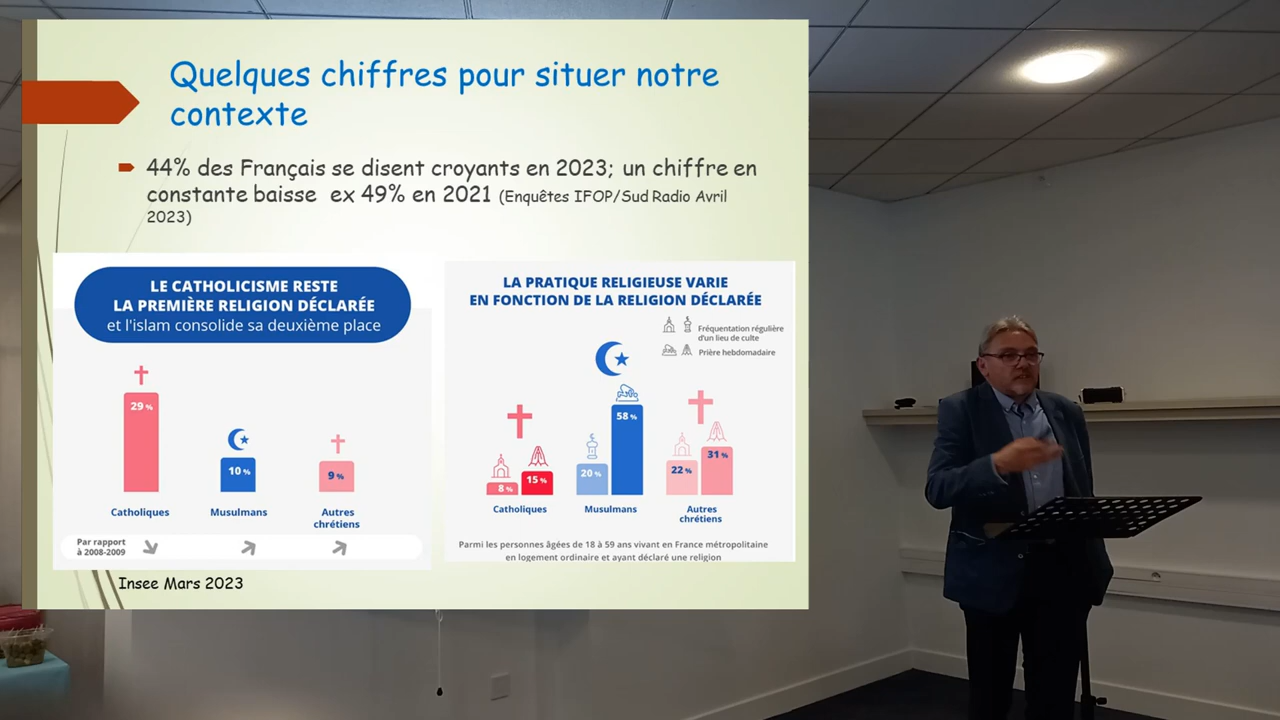 Quelques chiffres pour situer notre
contexte
44% des Français se disent croyants en 2023; un chiffre en
constante baisse ex 49% en 2021 (Enquêtes IFOP/Sud Radio Avril
2023)
LE CATHOLICISME RESTE
LA PREMIÈRE RELIGION DÉCLARÉE
et l'islam consolide sa deuxième place
29 %
10 %
9 %
Catholiques
Musulmans
Autres
chrétiens
Par rapport
à 2008-2009
LA PRATIQUE RELIGIEUSE VARIE
EN FONCTION DE LA RELIGION DÉCLARÉE
Fréquentation régulière
d'un lieu de culte
Prière hebdomadaire
8 %
15 %
20 %
58 %
22 %
31 %
Catholiques
Musulmans
Autres
chrétiens
Parmi les personnes âgées de 18 à 59 ans vivant en France métropolitaine
en logement ordinaire et ayant déclaré une religion
Insee Mars 2023